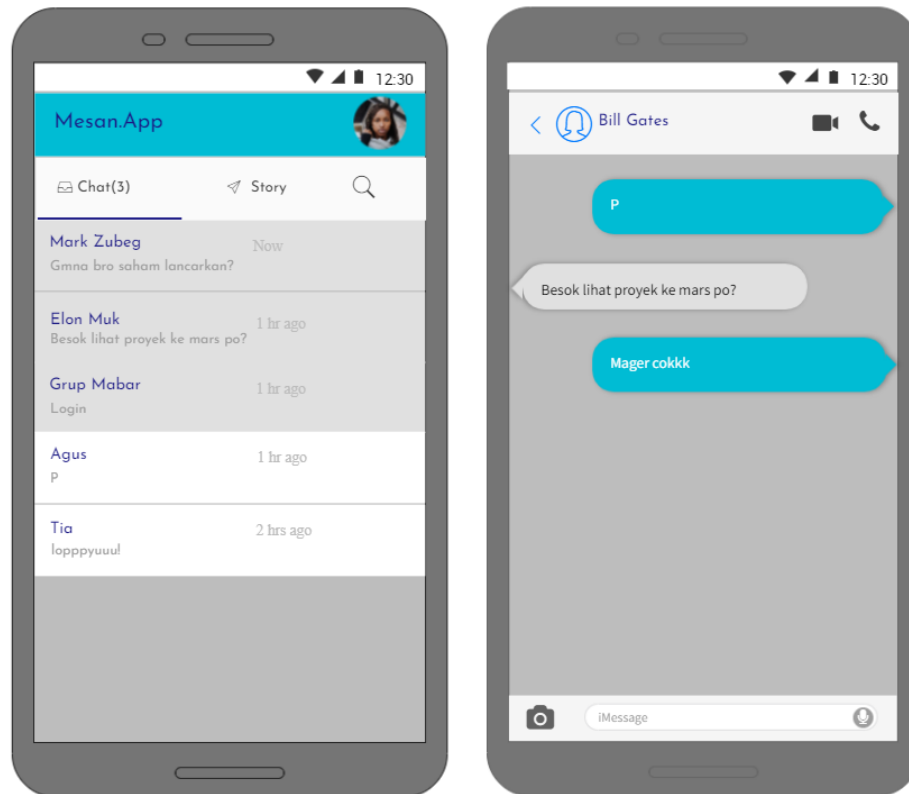 12:30
Mesan.App
Chat(3)
Story
Mark Zubeg
Now
Gmna bro saham lancarkan?
Elon Muk
1 hr ago
Besok lihat proyek ke mars po?
Grup Mabar
1 hr ago
Login
Agus
1 hr ago
P
Tia
2 hrs ago
lopppyuuu!
12:30
Bill Gates
P
Besok lihat proyek ke mars po?
Mager cokkk
iMessage